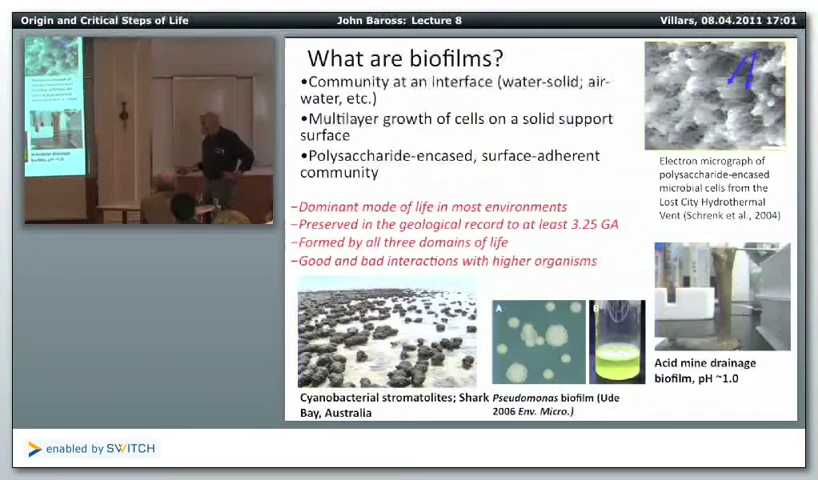 Origin and Critical Steps of Life
John Baross: Lecture 8
Villars, 08.04.2011 17:01
What are biofilms?
•Community at an interface (water-solid; air-
water, etc.)
•Multilayer growth of cells on a solid support
surface
•Polysaccharide-encased, surface-adherent
community
–Dominant mode of life in most environments
–Preserved in the geological record to at least 3.25 GA
–Formed by all three domains of life
–Good and bad interactions with higher organisms
Electron micrograph of
polysaccharide-encased
microbial cells from the
Lost City Hydrothermal
Vent (Schrenk et al., 2004)
A
B
Acid mine drainage
biofilm, pH ~1.0
Cyanobacterial stromatolites; Shark
Bay, Australia
Pseudomonas biofilm (Ude
2006 Env. Micro.)
enabled by SWITCH